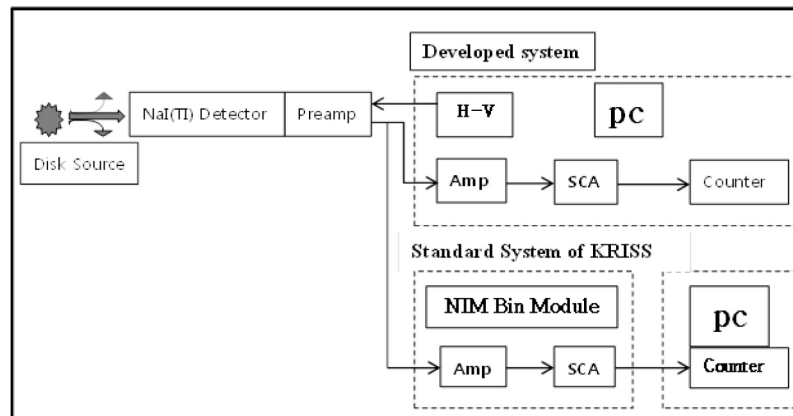 Developed system
NaI(TI) Detector
Preamp
H-V
pc
Disk Source
Amp
SCA
Counter
Standard System of KRISS
NIM Bin Module
pc
Amp
SCA
Counter